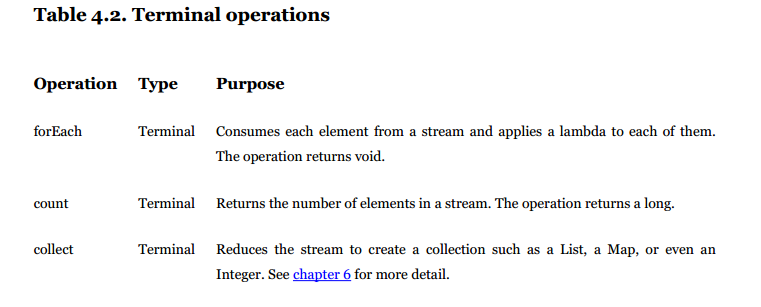 Table 4.2. Terminal operations
Operation Type Purpose
forEach Terminal Consumes each element from a stream and applies a lambda to each of them.
The operation returns void.
count Terminal Returns the number of elements in a stream. The operation returns a long.
collect Terminal Reduces the stream to create a collection such as a List, a Map, or even an
Integer. See chapter 6 for more detail.